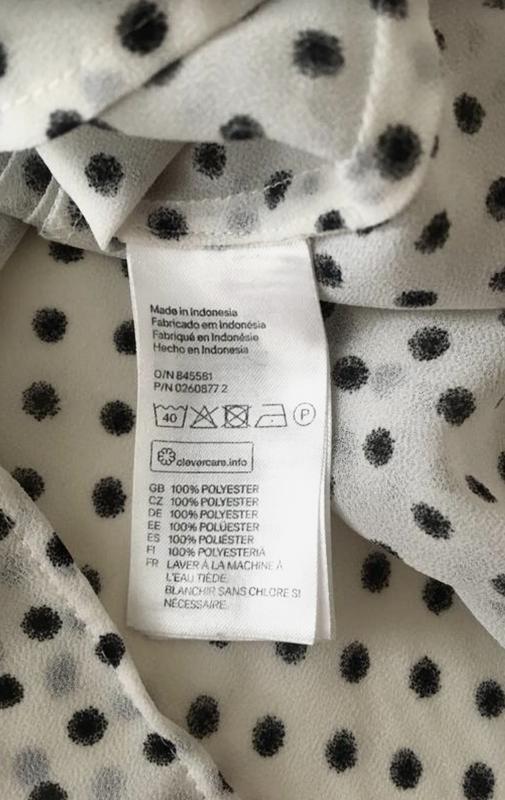 Made in Indonesia
Fabricado em Indonésia
Fabriqué en Indonésie
Hecho en Indonesia
O/N 845581
P/N 0260877 2
40
P
clevercare.info
GB 100% POLYESTER
CZ 100% POLYESTER
DE 100% POLYESTER
EE 100% POLÜESTER
ES 100% POLIÉSTER
FI 100% POLYESTERIA
FR LAVER À LA MACHINE À
L'EAU TIÈDE.
BLANCHIR SANS CHLORE SI
NÉCESSAIRE.